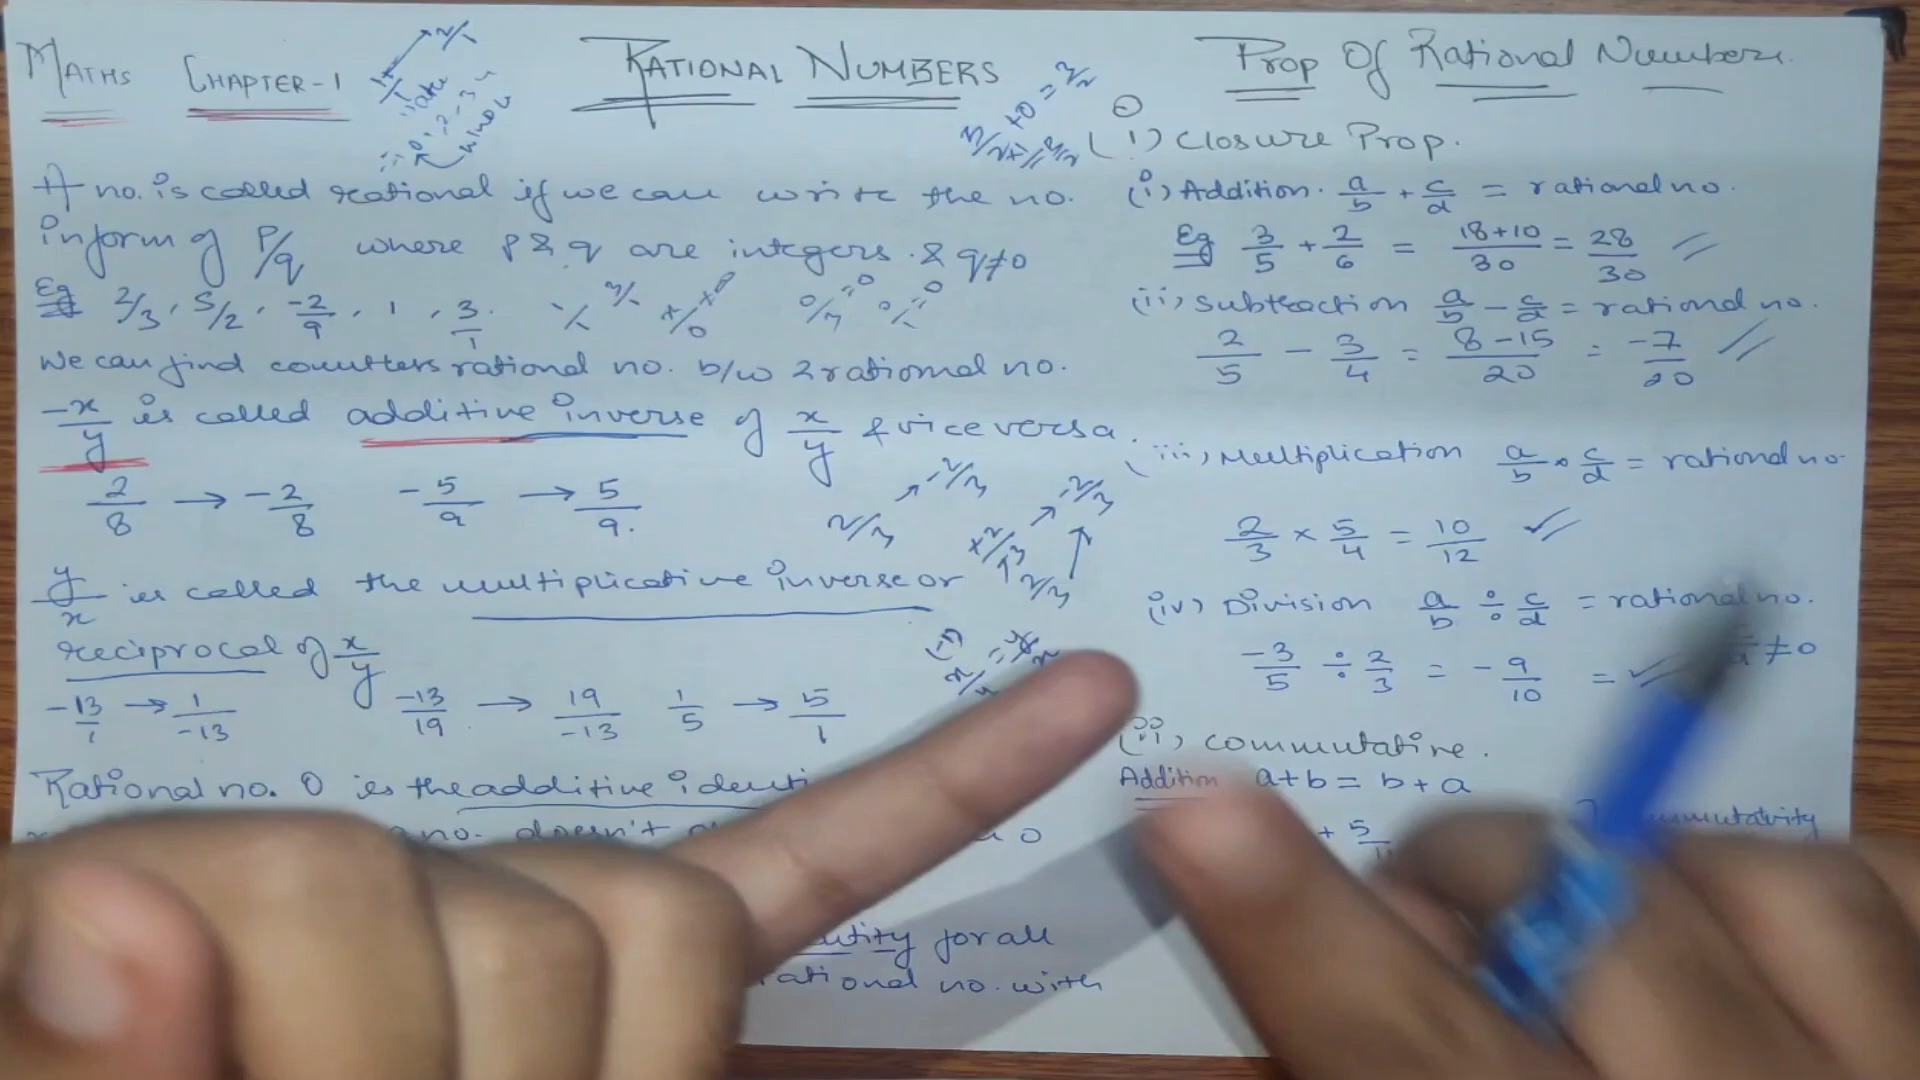 MATHS CHAPTER-1
RATIONAL NUMBERS
A no. is called rational if we can write the no.
in form of P/q where p & q are integers. & q≠0
Eg 2/3, 5/2, -2/9, 1, 3/1.
We can find countless rational no. b/w 2 rational no.
-x/y is called additive inverse of x/y & vice versa.
2/8 → -2/8 -5/9 → 5/9.
y/x is called the multiplicative inverse or
reciprocal of x/y
-13/1 → 1/-13 -13/19 → 19/-13 1/5 → 5/1
Rational no. 0 is the additive identi
no. doesn't
for all
rational no. with
Prop Of Rational Numbers.
(i) Closure Prop.
(i) Addition. a/b + c/d = rational no.
Eg 3/5 + 2/6 = 18+10/30 = 28/30
(ii) Subtraction a/b - c/d = rational no.
2/5 - 3/4 = 8-15/20 = -7/20
(iii) Multiplication a/b × c/d = rational no.
2/3 × 5/4 = 10/12 ✓
(iv) Division a/b ÷ c/d = rational no.
≠0
-3/5 ÷ 2/3 = -9/10 = ✓
(ii) commutative.
Addition a+b = b+a